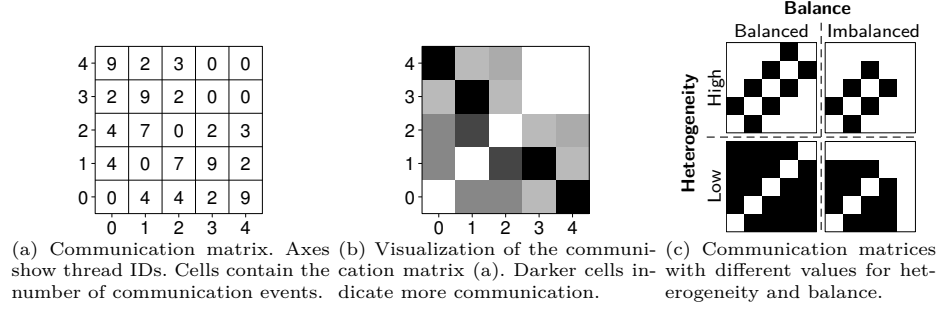 Balance
Balanced Imbalanced
4 9 2 3 0 0
3 2 9 2 0 0
2 4 7 0 2 3
1 4 0 7 9 2
0 0 4 4 2 9
0 1 2 3 4
4
3
2
1
0
0 1 2 3 4
Heterogeneity
High
Low
(a) Communication matrix. Axes
show thread IDs. Cells contain the
number of communication events.
(b) Visualization of the communi-
cation matrix (a). Darker cells in-
dicate more communication.
(c) Communication matrices
with different values for het-
erogeneity and balance.